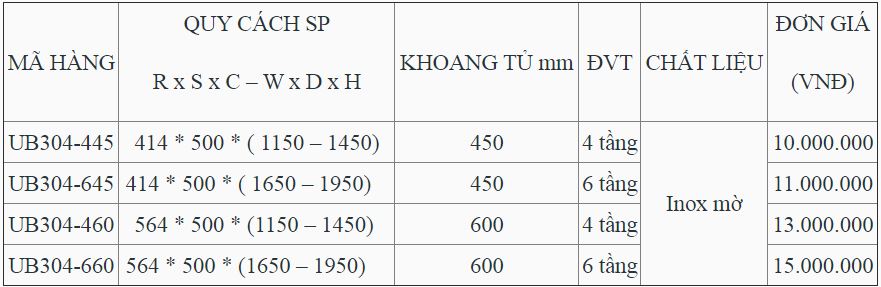 MÃ HÀNG QUY CÁCH SP R x S x C – W x D x H KHOANG TỦ mm ĐVT CHẤT LIỆU ĐƠN GIÁ (VNĐ)
UB304-445 414 * 500 * ( 1150 – 1450) 450 4 tầng Inox mờ 10.000.000
UB304-645 414 * 500 * ( 1650 – 1950) 450 6 tầng 11.000.000
UB304-460 564 * 500 * (1150 – 1450) 600 4 tầng 13.000.000
UB304-660 564 * 500 * (1650 – 1950) 600 6 tầng 15.000.000